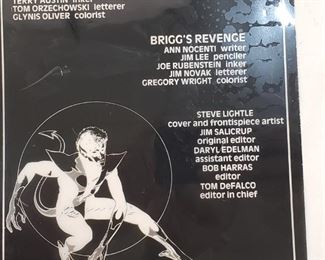 TERRY AUSTIN inker
TOM ORZECHOWSKI letterer
GLYNIS OLIVER colorist
BRIGG'S REVENGE
ANN NOCENTI writer
JIM LEE penciler
JOE RUBENSTEIN inker
JIM NOVAK letterer
GREGORY WRIGHT colorist
STEVE LIGHTLE
cover and frontispiece artist
JIM SALICRUP
original editor
DARYL EDELMAN
assistant editor
BOB HARRAS
editor
TOM DeFALCO
editor in chief